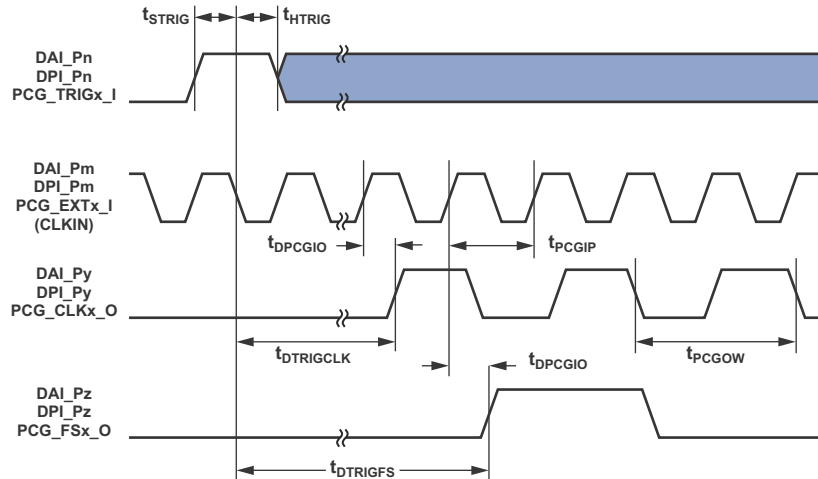 tSTRIG
tHTRIG
DAI_Pn
DPI_Pn
PCG_TRIGx_I
DAI_Pm
DPI_Pm
PCG_EXTx_I
(CLKIN)
tDPCGIO
tPCGIP
DAI_Py
DPI_Py
PCG_CLKx_O
tDTRIGCLK
tDPCGIO
tPCGOW
DAI_Pz
DPI_Pz
PCG_FSx_O
tDTRIGFS